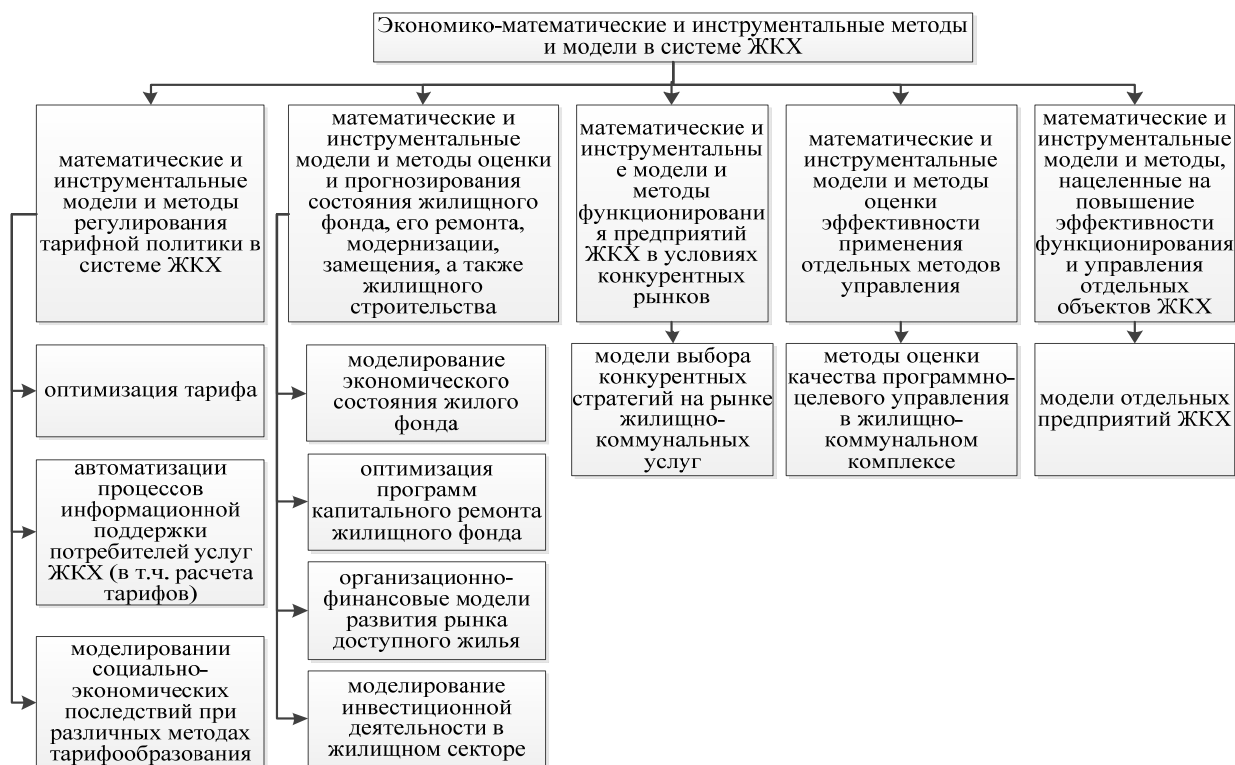 Экономико-математические и инструментальные методы
и модели в системе ЖКХ
математические и
инструментальные
модели и методы
регулирования
тарифной политики в
системе ЖКХ
математические и
инструментальные
модели и методы оценки
и прогнозирования
состояния жилищного
фонда, его ремонта,
модернизации,
замещения, а также
жилищного
строительства
математические и
инструментальны
е модели и
методы
функционировани
я предприятий
ЖКХ в условиях
конкурентных
рынков
математические и
инструментальные
модели и методы
оценки
эффективности
применения
отдельных методов
управления
математические и
инструментальные
модели и методы,
нацеленные на
повышение
эффективности
функционирования
и управления
отдельных
объектов ЖКХ
оптимизация тарифа
автоматизации
процессов
информационной
поддержки
потребителей услуг
ЖКХ (в т.ч. расчета
тарифов)
моделировании
социально-
экономических
последствий при
различных методах
тарифообразования
моделирование
экономического
состояния жилого
фонда
оптимизация
программ
капитального ремонта
жилищного фонда
организационно-
финансовые модели
развития рынка
доступного жилья
моделирование
инвестиционной
деятельности в
жилищном секторе
модели выбора
конкурентных
стратегий на рынке
жилищно-
коммунальных
услуг
методы оценки
качества программно-
целевого управления
в жилищно-
коммунальном
комплексе
модели отдельных
предприятий ЖКХ